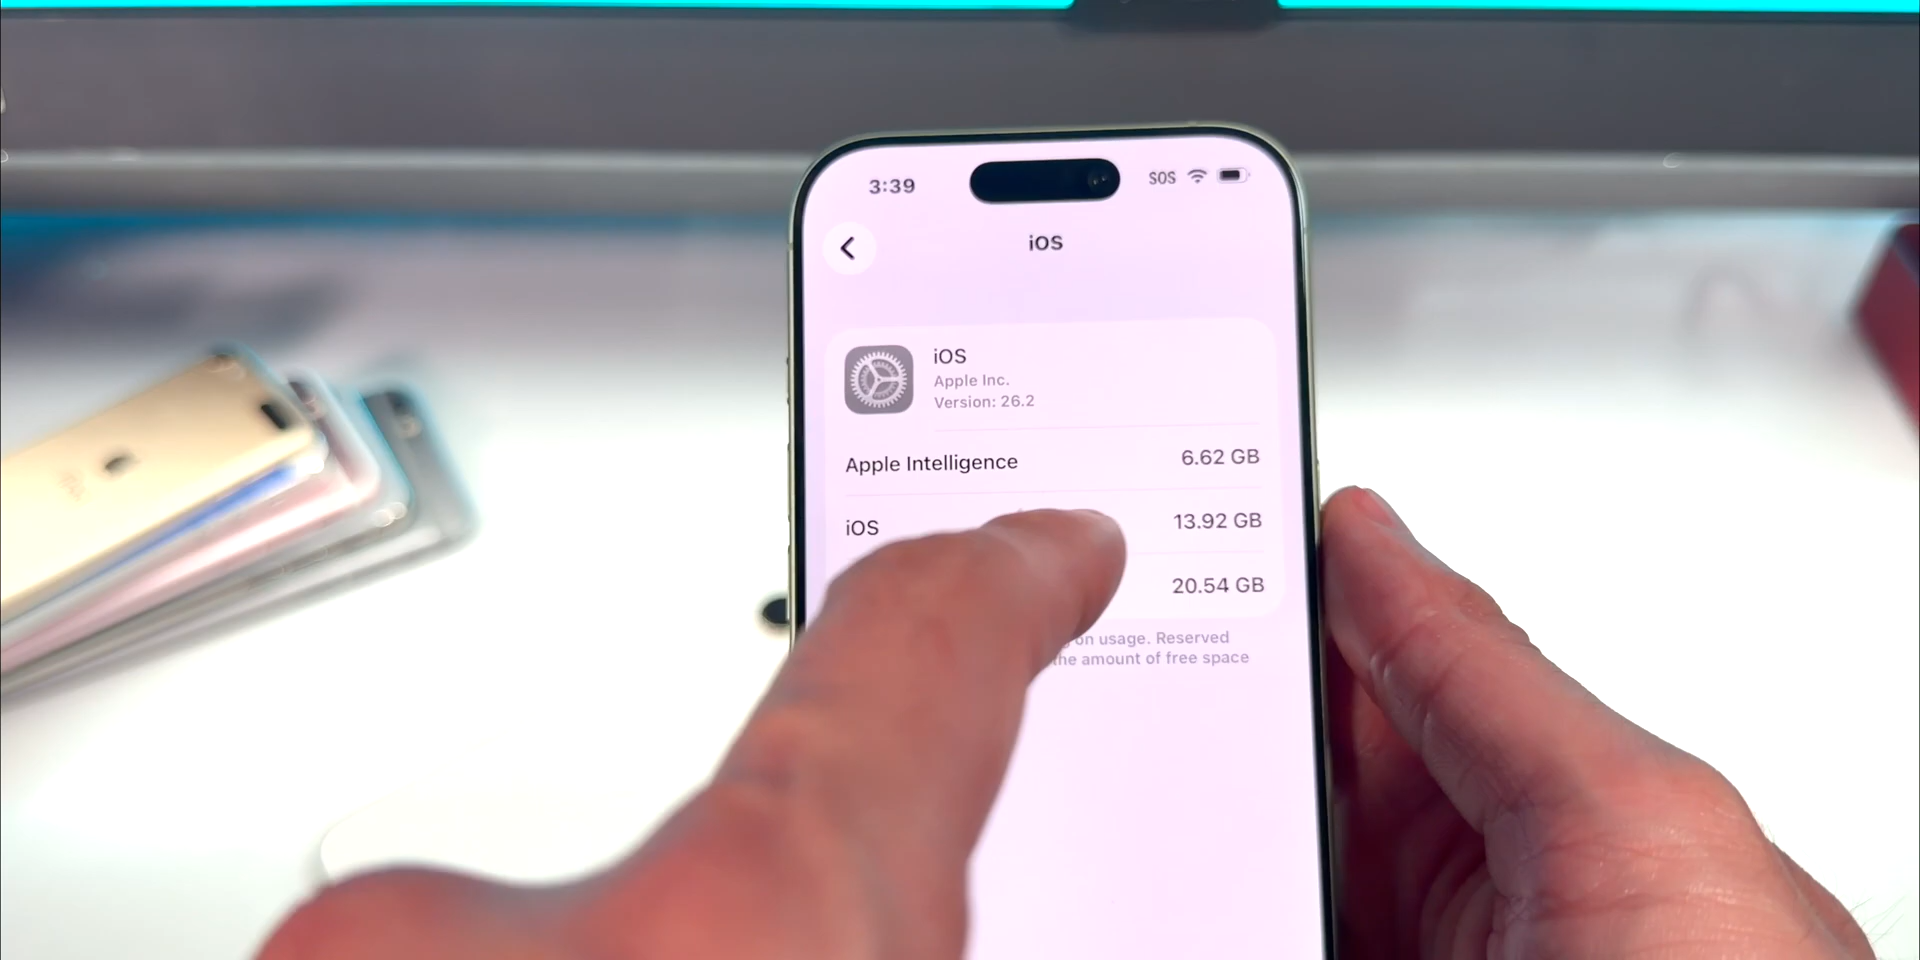 3:39
SOS
iOS
iOS
Apple Inc.
Version: 26.2
Apple Intelligence 6.62 GB
iOS 13.92 GB
20.54 GB
on usage. Reserved
the amount of free space